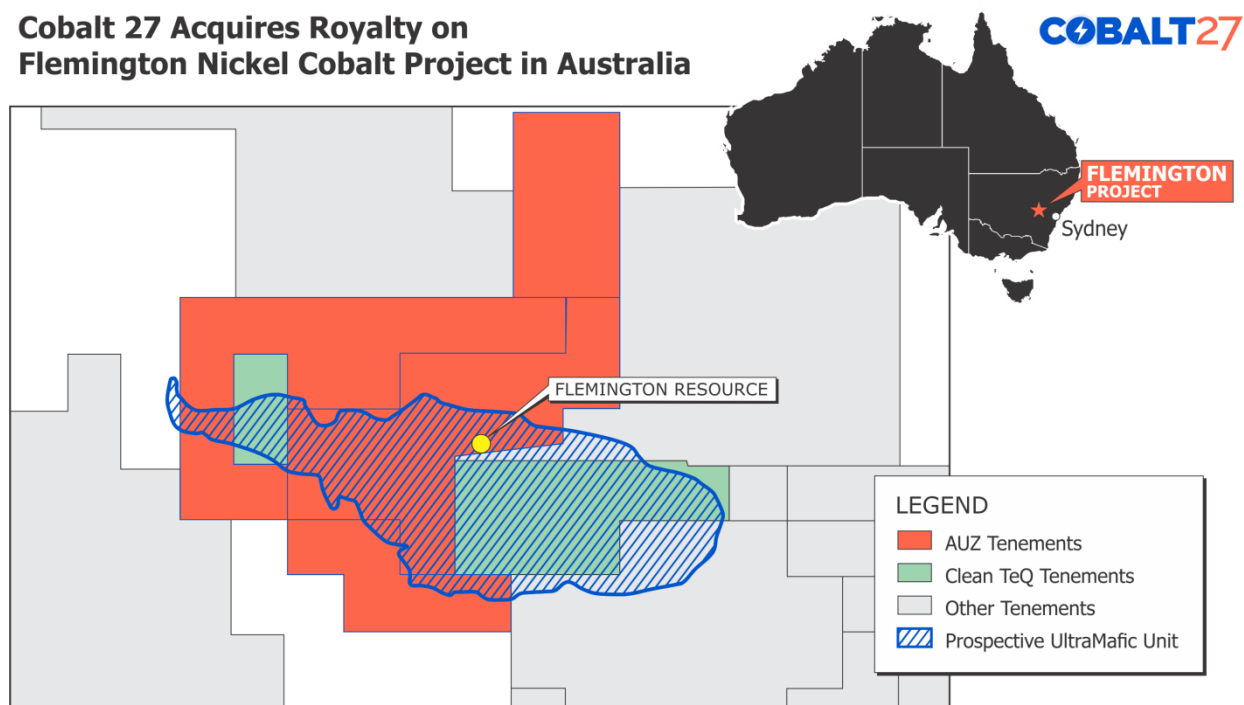 Cobalt 27 Acquires Royalty on
Flemington Nickel Cobalt Project in Australia
COBALT27
FLEMINGTON
PROJECT
Sydney
FLEMINGTON RESOURCE
LEGEND
AUZ Tenements
Clean TeQ Tenements
Other Tenements
Prospective UltraMafic Unit